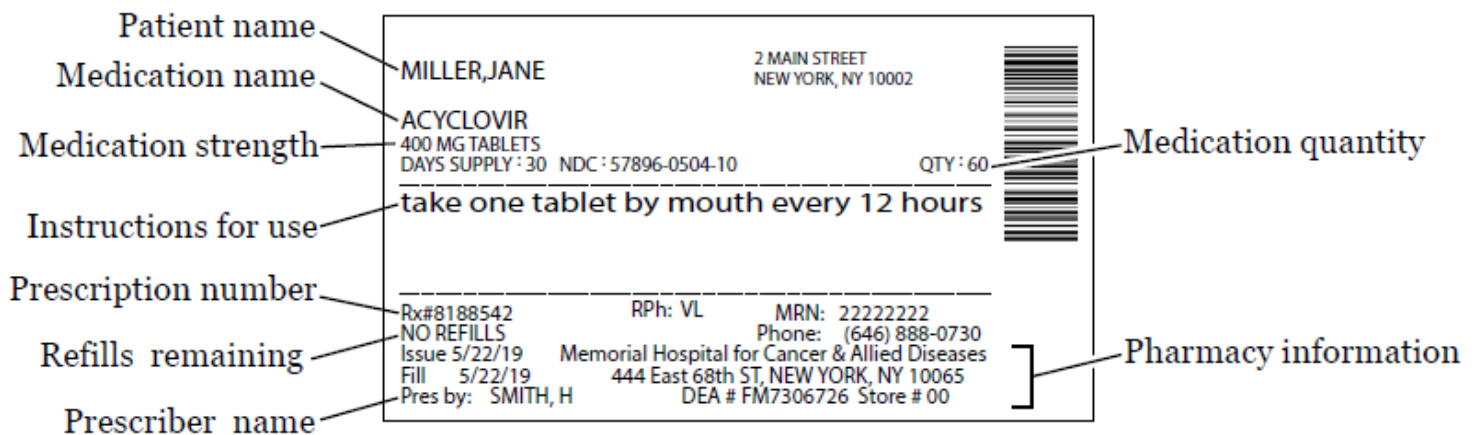 Patient name
MILLER,JANE 2 MAIN STREET
NEW YORK, NY 10002
Medication name
ACYCLOVIR
Medication strength 400 MG TABLETS
DAYS SUPPLY : 30 NDC : 57896-0504-10 QTY : 60 Medication quantity
Instructions for use take one tablet by mouth every 12 hours
Prescription number Rx#8188542 RPh: VL MRN: 22222222
NO REFILLS Phone: (646) 888-0730
Refills remaining Issue 5/22/19 Memorial Hospital for Cancer & Allied Diseases
Fill 5/22/19 444 East 68th ST, NEW YORK, NY 10065 Pharmacy information
Pres by: SMITH, H DEA # FM7306726 Store # 00
Prescriber name